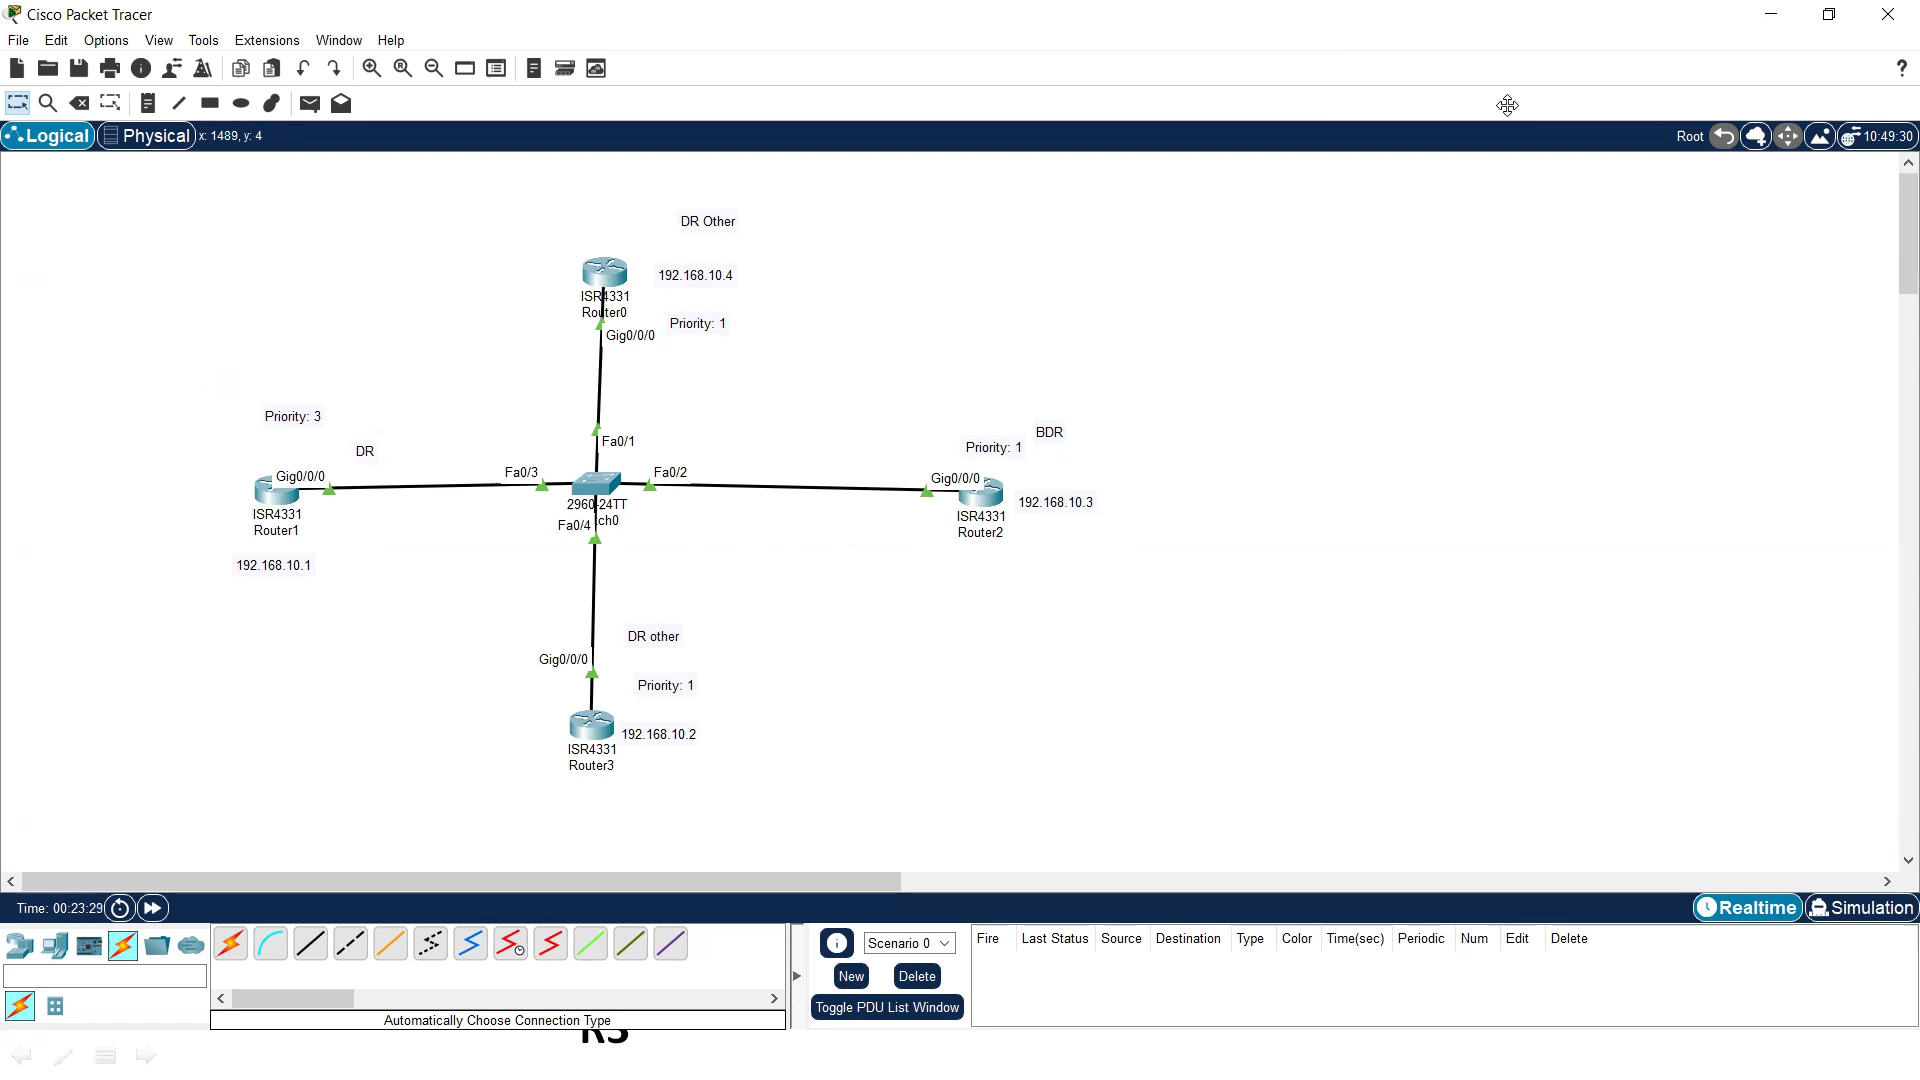 Cisco Packet Tracer
File Edit Options View Tools Extensions Window Help
?
Logical Physical x: 1489, y: 4 Root 10:49:30
DR Other
192.168.10.4
ISR4331
Router0
Priority: 1
Gig0/0/0
Priority: 3
DR
Fa0/1
BDR
Priority: 1
Gig0/0/0
Fa0/3
Fa0/2
Gig0/0/0
192.168.10.3
ISR4331
Router1
2960-24TT
tch0
Fa0/4
ISR4331
Router2
192.168.10.1
DR other
Gig0/0/0
Priority: 1
192.168.10.2
ISR4331
Router3
Time: 00:23:29 Realtime Simulation
Scenario 0
Fire Last Status Source Destination Type Color Time(sec) Periodic Num Edit Delete
New Delete
Toggle PDU List Window
Automatically Choose Connection Type